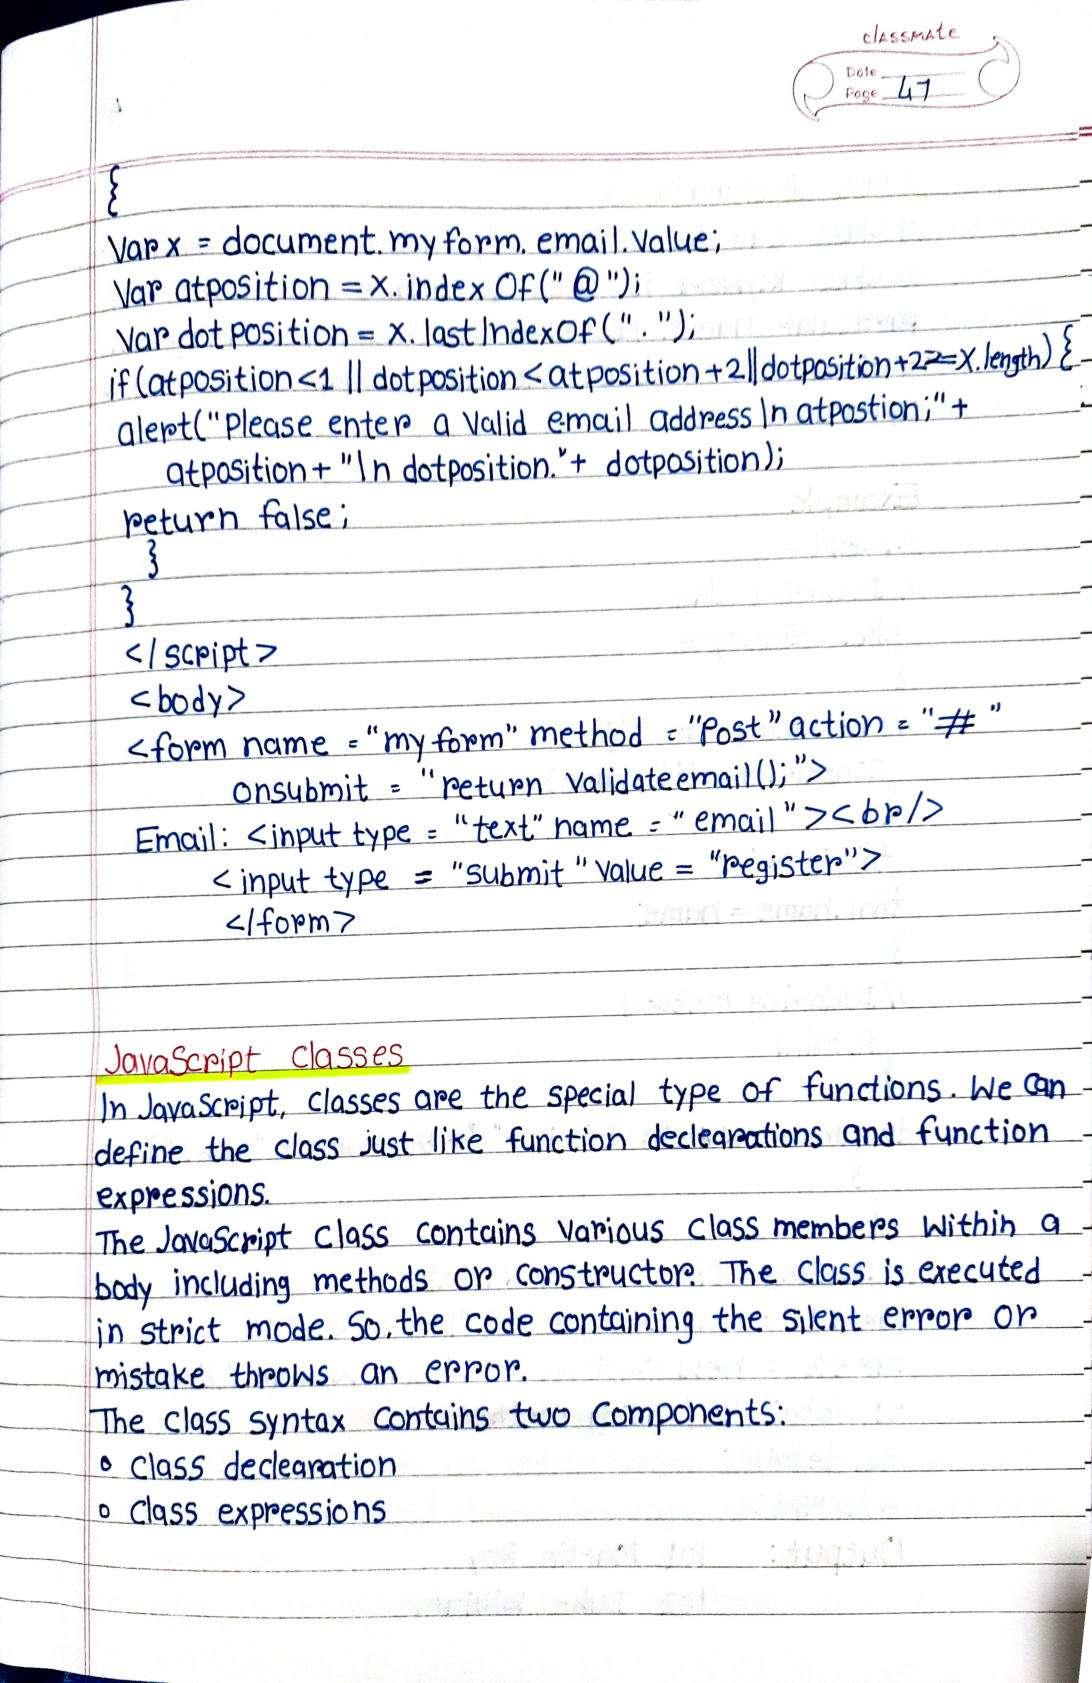 classmate
Date
Page 47
{
Var x = document.myform.email.value;
Var atposition = x.indexOf("@");
Var dotposition = x.lastIndexOf(".");
if(atposition<1 || dotposition<atposition+2||dotposition+2>=x.length){
alert("Please enter a valid e-mail address \n atpostion;"+
atposition+"\n dotposition."+ dotposition);
return false;
}
}
</script>
<body>
<form name = "myform" method = "Post" action = "#"
onsubmit = "return validateemail();">
Email: <input type = "text" name = "email"><br/>
<input type = "submit" value = "register">
</form>
JavaScript classes
In JavaScript, classes are the special type of functions. We can
define the class just like function declearations and function
expressions.
The JavaScript class contains various class members within a
body including methods or constructor. The class is executed
in strict mode. So, the code containing the silent error or
mistake throws an error.
The class syntax contains two components:
• class declearation
• class expressions